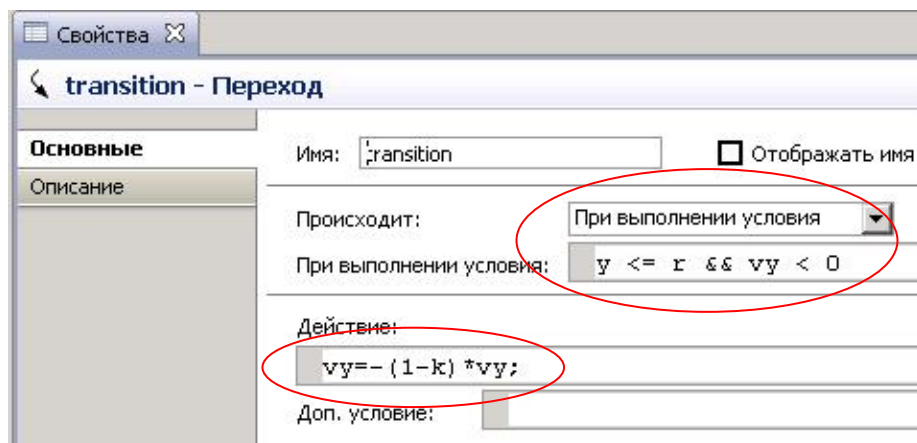 Свойства
transition - Переход
Основные
Описание
Имя: transition Отображать имя
Происходит: При выполнении условия
При выполнении условия: y <= r && vy < 0
Действие:
vy=-(1-k)*vy;
Доп. условие: